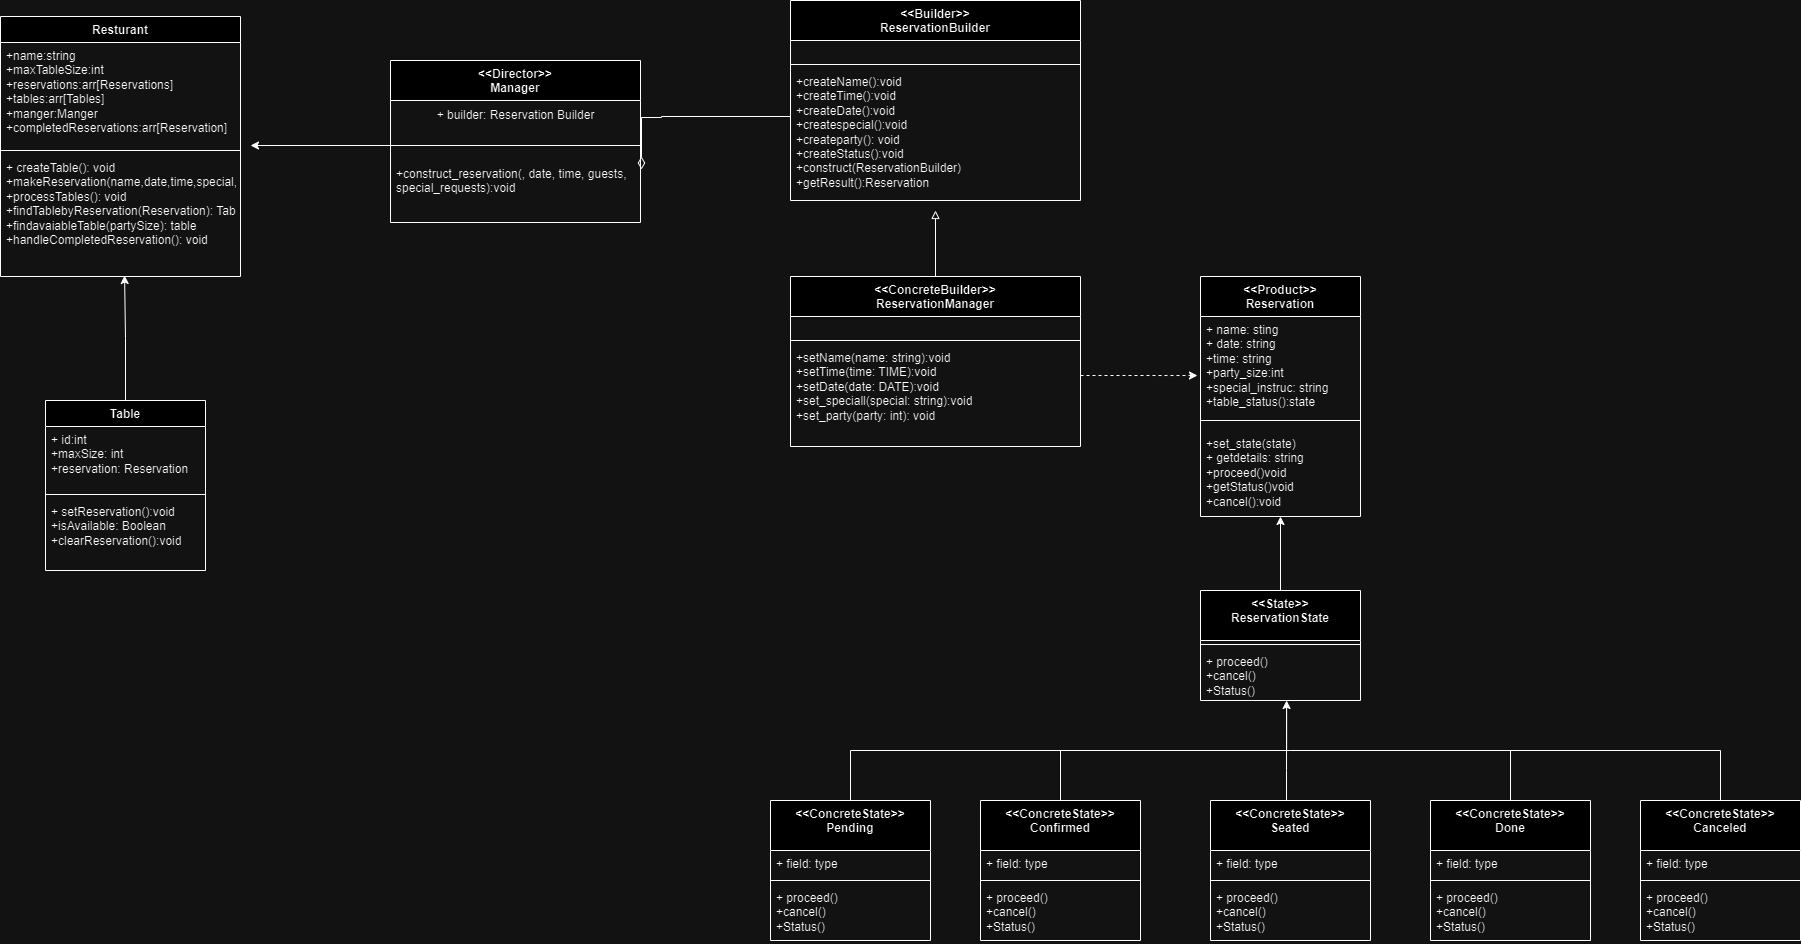 Resturant
+name:string
+maxTableSize:int
+reservations:arr[Reservations]
+tables:arr[Tables]
+manger:Manger
+completedReservations:arr[Reservation]
+ createTable(): void
+makeReservation(name,date,time,special,
+processTables(): void
+findTablebyReservation(Reservation): Tab
+findavaiableTable(partySize): table
+handleCompletedReservation(): void
<<Director>>
Manager
+ builder: Reservation Builder
+construct_reservation(, date, time, guests,
special_requests):void
<<Builder>>
ReservationBuilder
+createName():void
+createTime():void
+createDate():void
+createspecial():void
+createparty(): void
+createStatus():void
+construct(ReservationBuilder)
+getResult():Reservation
<<ConcreteBuilder>>
ReservationManager
+setName(name: string):void
+setTime(time: TIME):void
+setDate(date: DATE):void
+set_speciall(special: string):void
+set_party(party: int): void
<<Product>>
Reservation
+ name: sting
+ date: string
+time: string
+party_size:int
+special_instruc: string
+table_status():state
+set_state(state)
+ getdetails: string
+proceed()void
+getStatus()void
+cancel():void
Table
+ id:int
+maxSize: int
+reservation: Reservation
+ setReservation():void
+isAvailable: Boolean
+clearReservation():void
<<State>>
ReservationState
+ proceed()
+cancel()
+Status()
<<ConcreteState>>
Pending
+ field: type
+ proceed()
+cancel()
+Status()
<<ConcreteState>>
Confirmed
+ field: type
+ proceed()
+cancel()
+Status()
<<ConcreteState>>
Seated
+ field: type
+ proceed()
+cancel()
+Status()
<<ConcreteState>>
Done
+ field: type
+ proceed()
+cancel()
+Status()
<<ConcreteState>>
Canceled
+ field: type
+ proceed()
+cancel()
+Status()